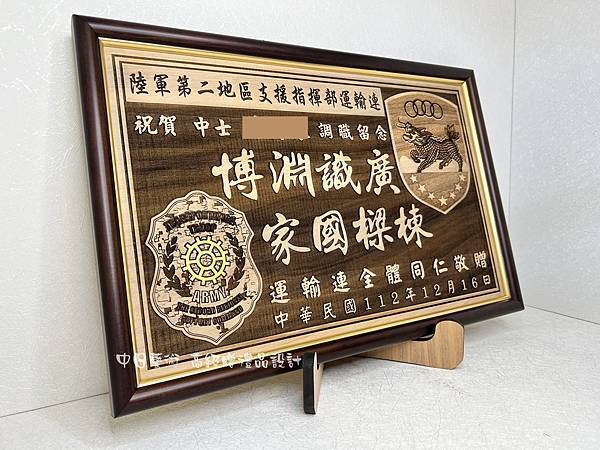 陸軍第二地區支援指揮部運輸連
祝賀 中士 調職留念
博淵識廣
家國樑棟
運輸連全體同仁敬贈
中華民國112年12月16日
ARMY